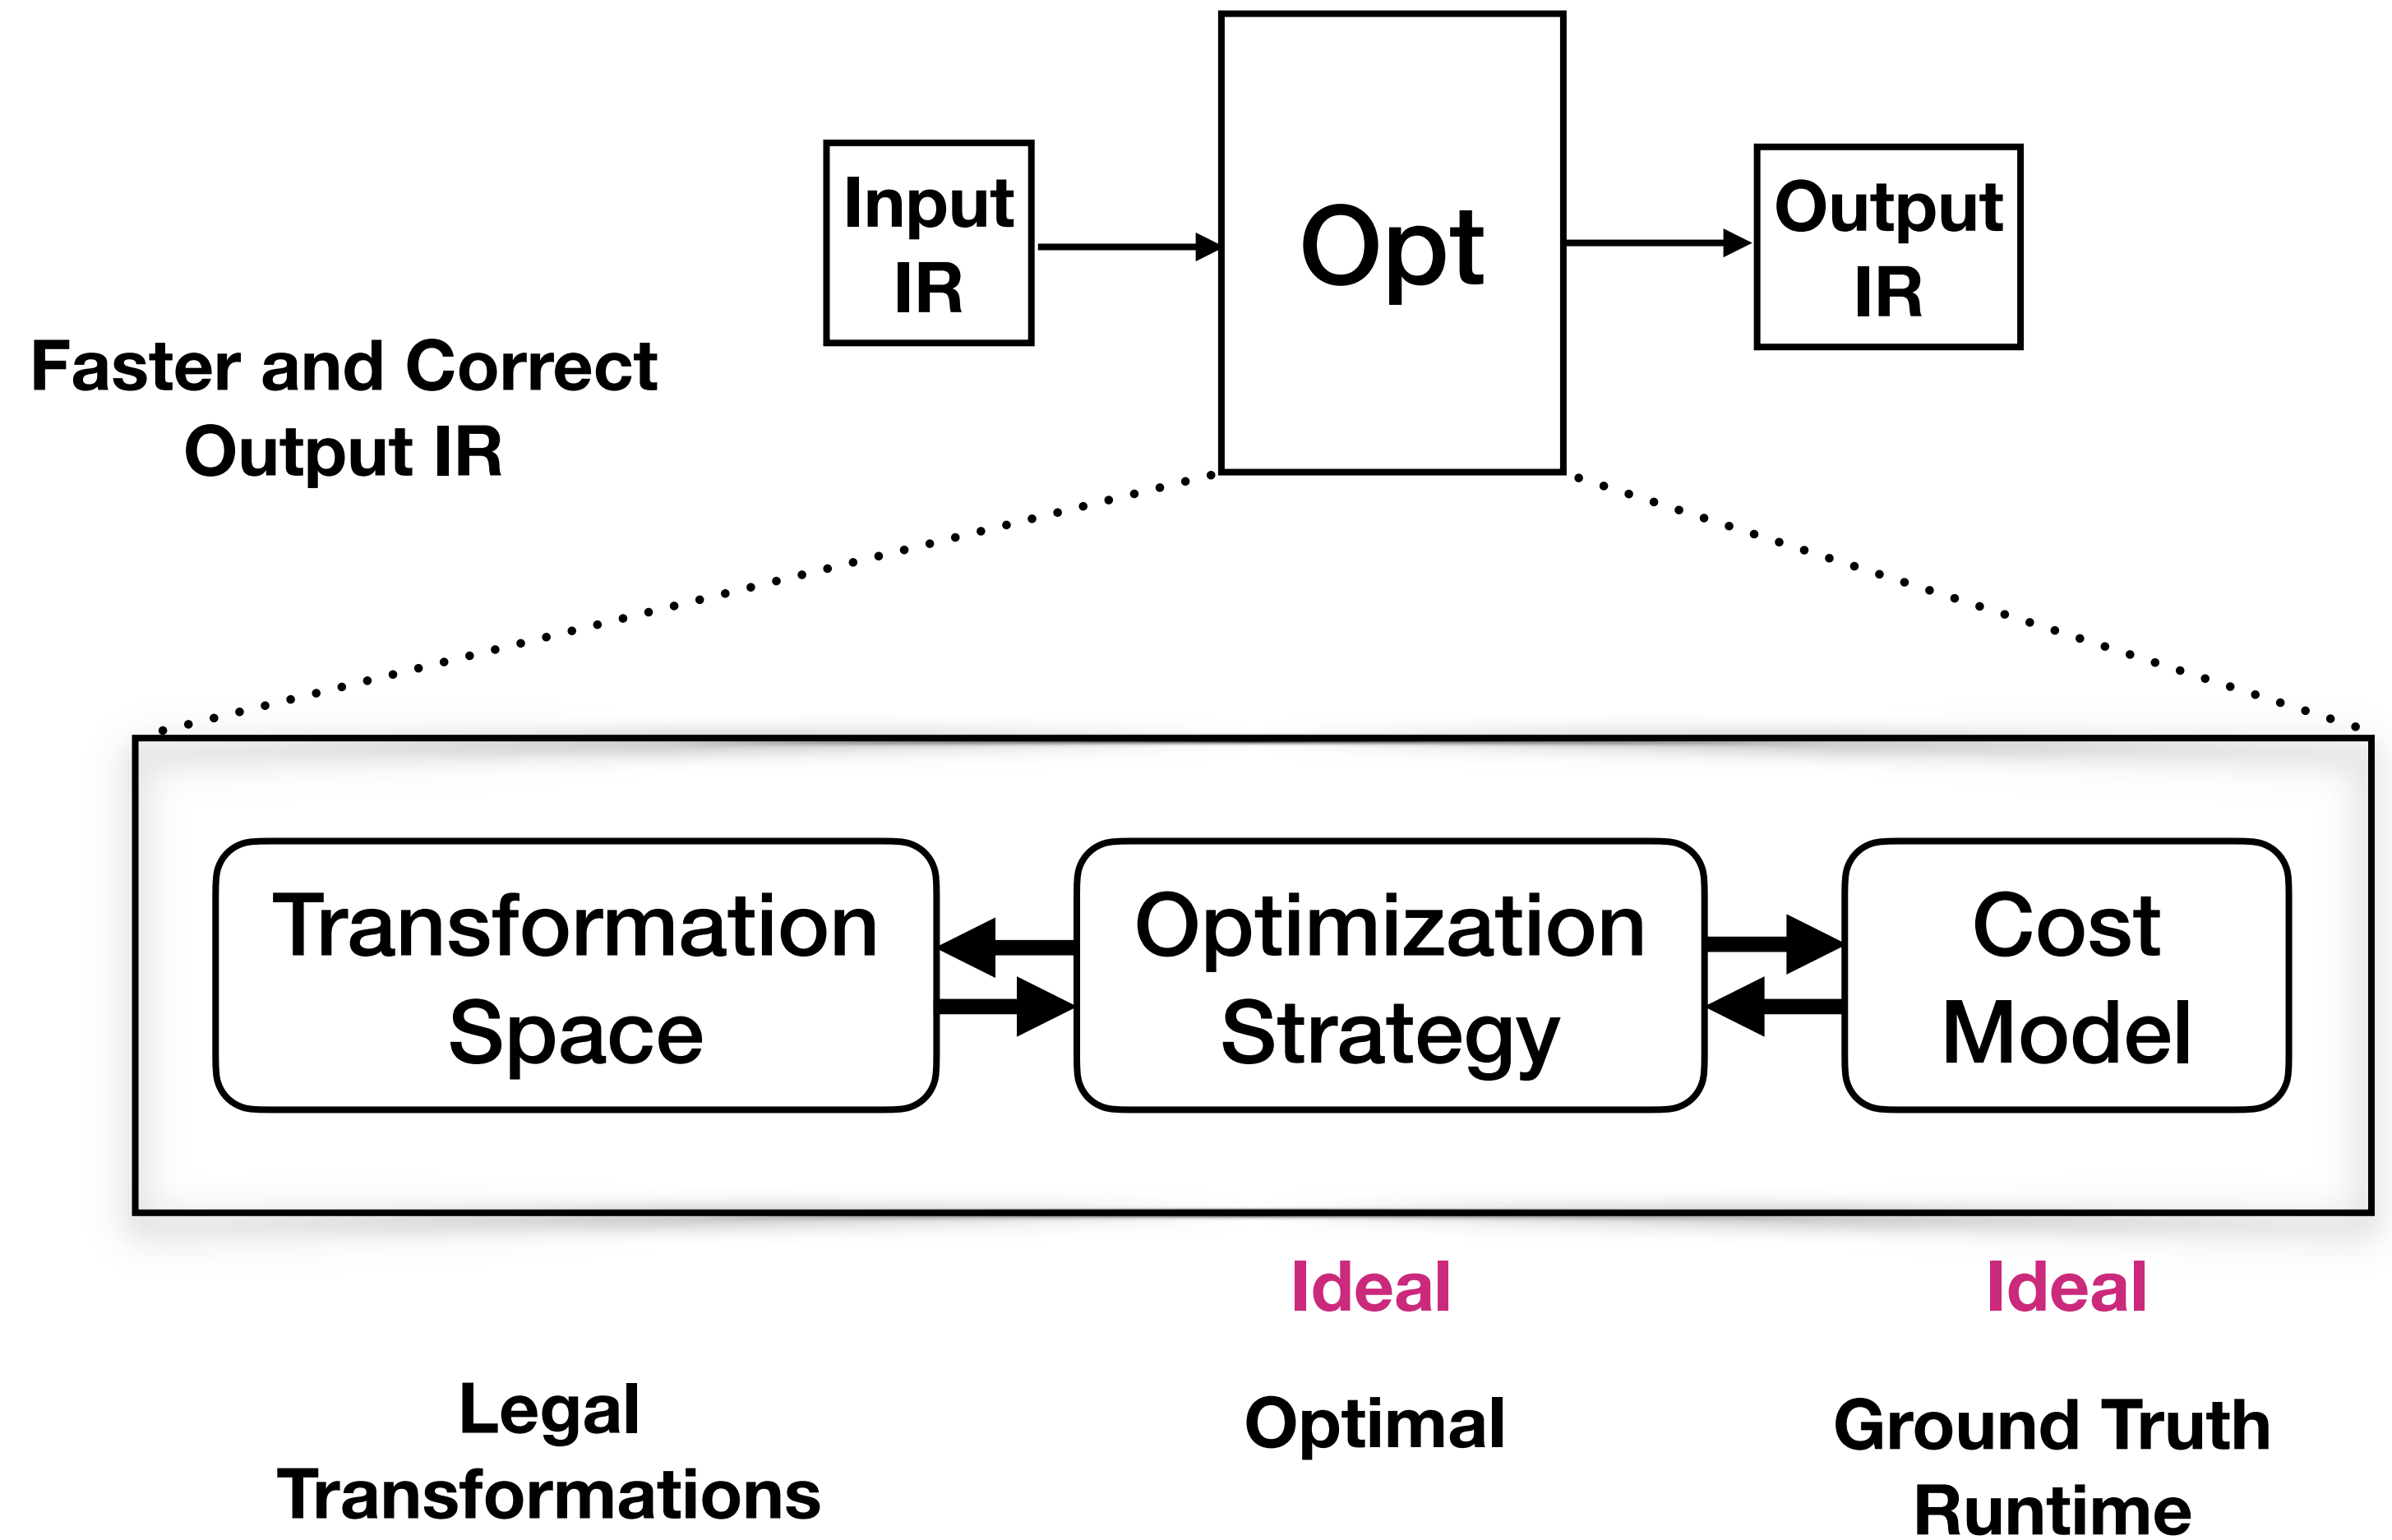 Input
IR
Opt
Output
IR
Faster and Correct
Output IR
Transformation
Space
Optimization
Strategy
Cost
Model
Ideal
Ideal
Legal
Transformations
Optimal
Ground Truth
Runtime